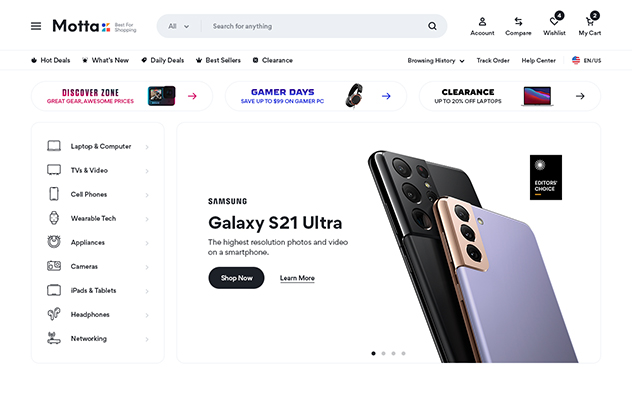 Motta
Best For
Shopping
All
Search for anything
4
2
Account
Compare
Wishlist
My Cart
Hot Deals
What's New
Daily Deals
Best Sellers
Clearance
Browsing History
Track Order
Help Center
EN/US
DISCOVER ZONE
GREAT GEAR, AWESOME PRICES
GAMER DAYS
SAVE UP TO $99 ON GAMER PC
CLEARANCE
UP TO 20% OFF LAPTOPS
Laptop & Computer
TVs & Video
Cell Phones
Wearable Tech
Appliances
Cameras
iPads & Tablets
Headphones
Networking
SAMSUNG
Galaxy S21 Ultra
The highest resolution photos and video
on a smartphone.
Shop Now
Learn More
EDITORS'
CHOICE